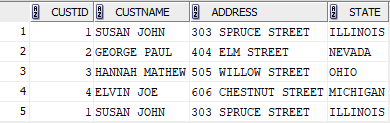 CUSTID CUSTNAME ADDRESS STATE
1 1 SUSAN JOHN 303 SPRUCE STREET ILLINOIS
2 2 GEORGE PAUL 404 ELM STREET NEVADA
3 3 HANNAH MATHEW 505 WILLOW STREET OHIO
4 4 ELVIN JOE 606 CHESTNUT STREET MICHIGAN
5 1 SUSAN JOHN 303 SPRUCE STREET ILLINOIS